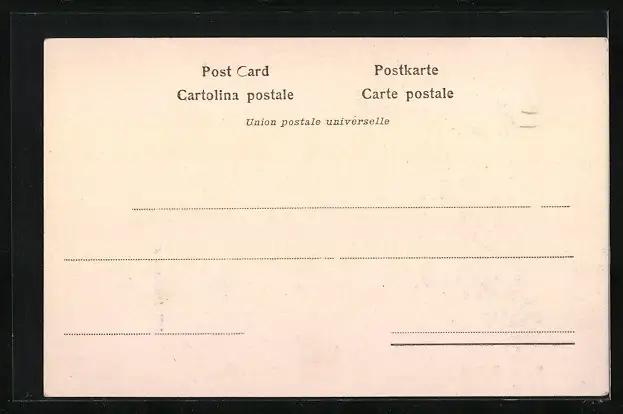 Post Card Postkarte
Cartolina postale Carte postale
Union postale universelle